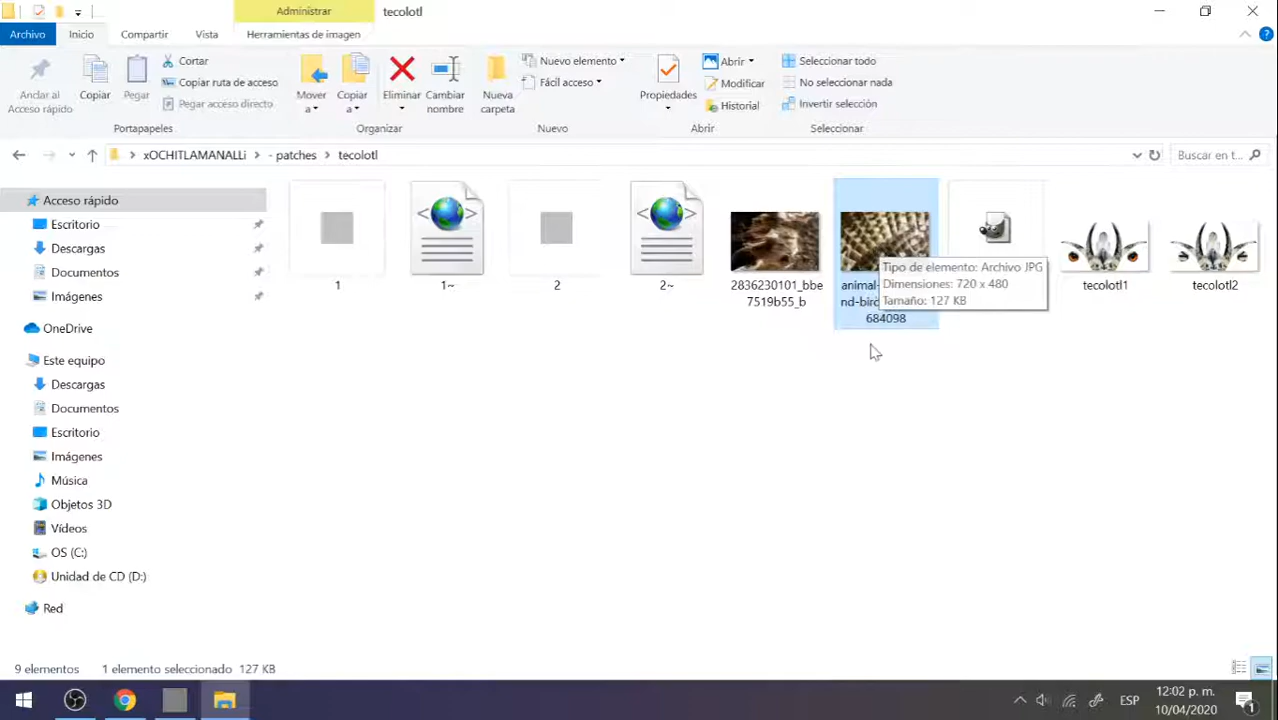 Administrar
tecolotl
Archivo
Inicio
Compartir
Vista
Herramientas de imagen
Anclar al Acceso rápido
Copiar
Pegar
Cortar
Copiar ruta de acceso
Pegar acceso directo
Portapapeles
Mover a
Copiar a
Eliminar
Cambiar nombre
Organizar
Nueva carpeta
Nuevo elemento
Fácil acceso
Nuevo
Propiedades
Abrir
Modificar
Historial
Abrir
Seleccionar todo
No seleccionar nada
Invertir selección
Seleccionar
xOCHITLAMANALLi
- patches
tecolotl
Buscar en t...
Acceso rápido
Escritorio
Descargas
Documentos
Imágenes
OneDrive
Este equipo
Descargas
Documentos
Escritorio
Imágenes
Música
Objetos 3D
Vídeos
OS (C:)
Unidad de CD (D:)
Red
1
1~
2
2~
2836230101_bbe
7519b55_b
684098
Tipo de elemento: Archivo JPG
Dimensiones: 720 x 480
Tamaño: 127 KB
tecolotl1
tecolotl2
9 elementos
1 elemento seleccionado 127 KB
ESP
12:02 p. m.
10/04/2020
1